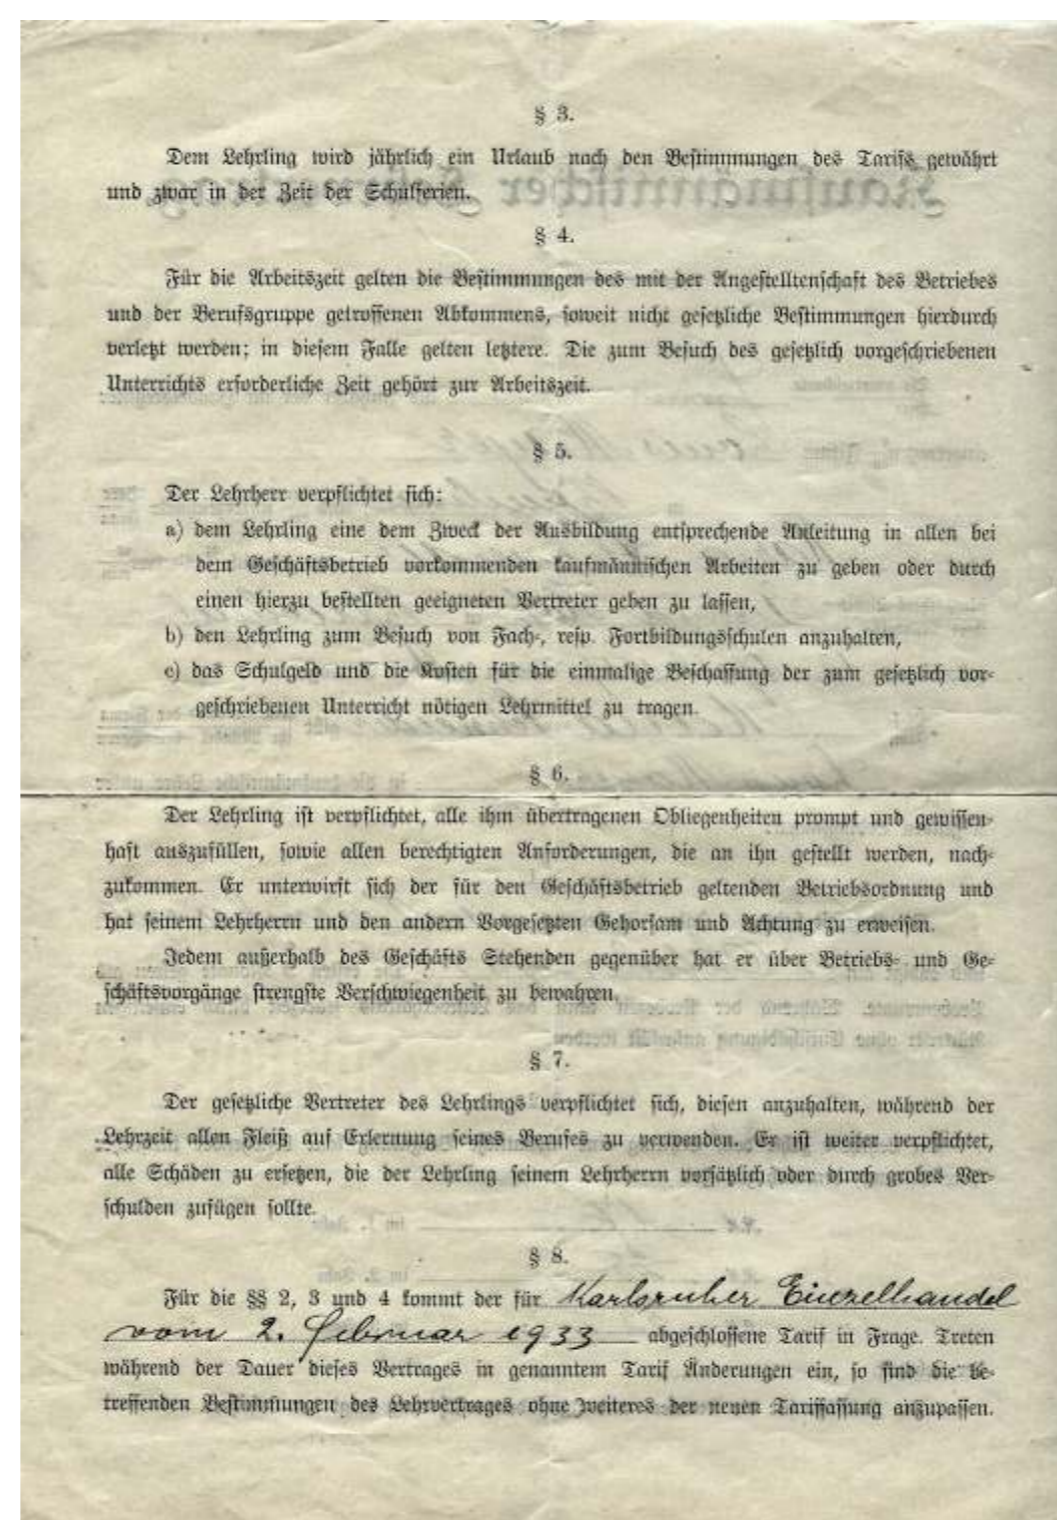 § 3.
Dem Lehrling wird jährlich ein Urlaub nach den Bestimmungen des Tarifs gewährt
und zwar in der Zeit der Schulferien.
§ 4.
Für die Arbeitszeit gelten die Bestimmungen des mit der Angestelltenschaft des Betriebes
und der Berufsgruppe getroffenen Abkommens, soweit nicht gesetzliche Bestimmungen hierdurch
verletzt werden; in diesem Falle gelten letztere. Die zum Besuch des gesetzlich vorgeschriebenen
Unterrichts erforderliche Zeit gehört zur Arbeitszeit.
§ 5.
Der Lehrherr verpflichtet sich:
a) dem Lehrling eine dem Zweck der Ausbildung entsprechende Anleitung in allen bei
dem Geschäftsbetrieb vorkommenden kaufmännischen Arbeiten zu geben oder durch
einen hierzu bestellten geeigneten Vertreter geben zu lassen,
b) den Lehrling zum Besuch von Fach-, resp. Fortbildungsschulen anzuhalten,
c) das Schulgeld und die Kosten für die einmalige Beschaffung der zum gesetzlich vor-
geschriebenen Unterricht nötigen Lehrmittel zu tragen.
§ 6.
Der Lehrling ist verpflichtet, alle ihm übertragenen Obliegenheiten prompt und gewissen-
haft auszufüllen, sowie allen berechtigten Anforderungen, die an ihn gestellt werden, nach-
zukommen. Er unterwirft sich der für den Geschäftsbetrieb geltenden Betriebsordnung und
hat seinem Lehrherrn und den andern Vorgesetzten Gehorsam und Achtung zu erweisen.
Jedem außerhalb des Geschäfts Stehenden gegenüber hat er über Betriebs- und Ge-
schäftsvorgänge strengste Verschwiegenheit zu bewahren.
§ 7.
Der gesetzliche Vertreter des Lehrlings verpflichtet sich, diesen anzuhalten, während der
Lehrzeit allen Fleiß auf Erlernung seines Berufes zu verwenden. Er ist weiter verpflichtet,
alle Schäden zu ersetzen, die der Lehrling seinem Lehrherrn vorsätzlich oder durch grobes Ver-
schulden zufügen sollte.
§ 8.
Für die §§ 2, 3 und 4 kommt der für Karlsruher Einzelhandel
vom 2. Februar 1933 abgeschlossene Tarif in Frage. Treten
während der Dauer dieses Vertrages in genanntem Tarif Änderungen ein, so sind die be-
treffenden Bestimmungen des Lehrvertrages ohne weiteres der neuen Tariffassung anzupassen.